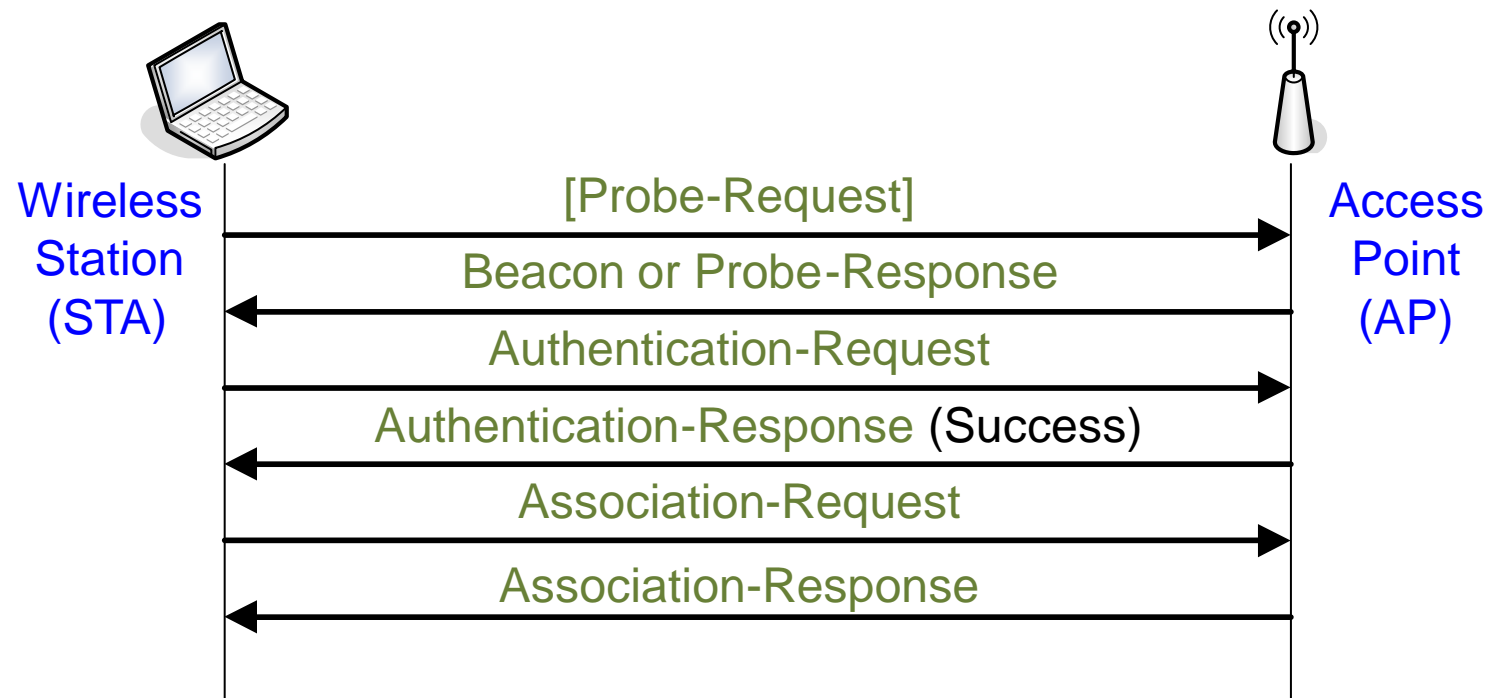 Wireless
Station
(STA)
[Probe-Request]
Beacon or Probe-Response
Authentication-Request
Authentication-Response (Success)
Association-Request
Association-Response
Access
Point
(AP)